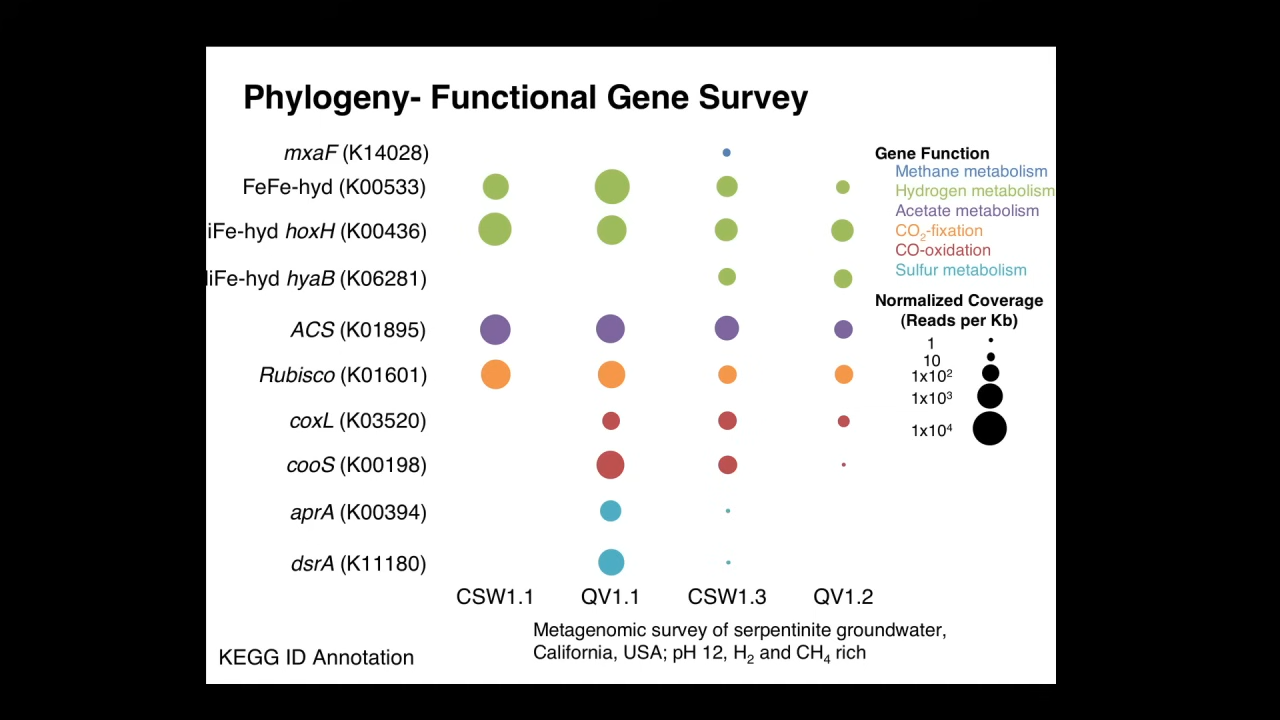 Phylogeny- Functional Gene Survey
mxaF (K14028)
FeFe-hyd (K00533)
iFe-hyd hoxH (K00436)
iFe-hyd hyaB (K06281)
ACS (K01895)
Rubisco (K01601)
coxL (K03520)
cooS (K00198)
aprA (K00394)
dsrA (K11180)
CSW1.1 QV1.1 CSW1.3 QV1.2
Gene Function
Methane metabolism
Hydrogen metabolism
Acetate metabolism
CO₂-fixation
CO-oxidation
Sulfur metabolism
Normalized Coverage
(Reads per Kb)
1
10
1x10²
1x10³
1x10⁴
Metagenomic survey of serpentinite groundwater,
California, USA; pH 12, H₂ and CH₄ rich
KEGG ID Annotation